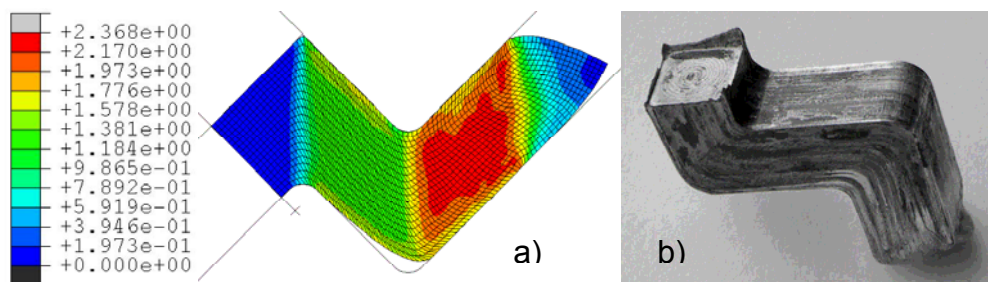 +2.368e+00
+2.170e+00
+1.973e+00
+1.776e+00
+1.578e+00
+1.381e+00
+1.184e+00
+9.865e-01
+7.892e-01
+5.919e-01
+3.946e-01
+1.973e-01
+0.000e+00
a)
b)